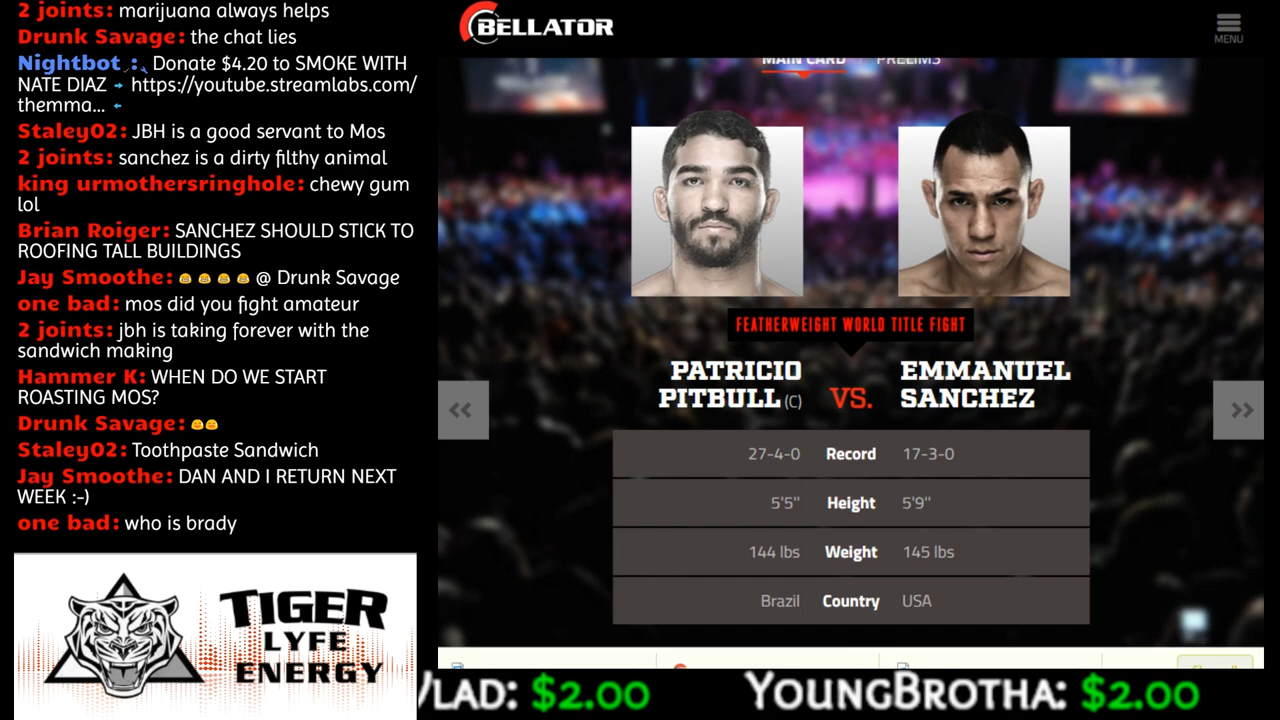 2 joints: marijuana always helps
Drunk Savage: the chat lies
Nightbot : Donate $4.20 to SMOKE WITH
NATE DIAZ → https://youtube.streamlabs.com/
themma... ←
Staley02: JBH is a good servant to Mos
2 joints: sanchez is a dirty filthy animal
king urmothersringhole: chewy gum
lol
Brian Roiger: SANCHEZ SHOULD STICK TO
ROOFING TALL BUILDINGS
Jay Smoothe: @ Drunk Savage
one bad: mos did you fight amateur
2 joints: jbh is taking forever with the
sandwich making
Hammer K: WHEN DO WE START
ROASTING MOS?
Drunk Savage:
Staley02: Toothpaste Sandwich
Jay Smoothe: DAN AND I RETURN NEXT
WEEK :-)
one bad: who is brady
TIGER
LYFE
ENERGY
BELLATOR
MENU
MAIN CARD / PRELIMS
FEATHERWEIGHT WORLD TITLE FIGHT
PATRICIO
PITBULL (C)
VS.
EMMANUEL
SANCHEZ
27-4-0 Record 17-3-0
5'5" Height 5'9"
144 lbs Weight 145 lbs
Brazil Country USA
VLAD: $2.00 YOUNGBROTHA: $2.00